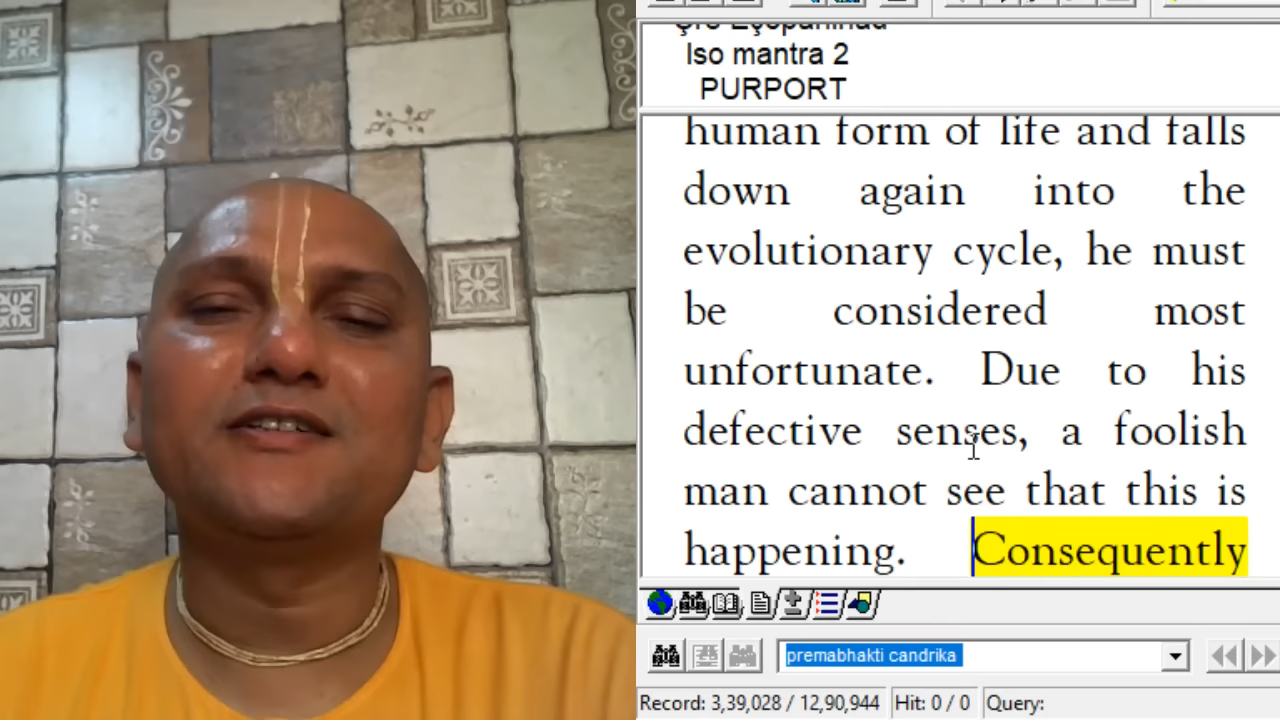 Iso mantra 2
PURPORT
human form of life and falls
down again into the
evolutionary cycle, he must
be considered most
unfortunate. Due to his
defective senses, a foolish
man cannot see that this is
happening. Consequently
premabhakti candrika
Record: 3,39,028 / 12,90,944 Hit: 0 / 0 Query: